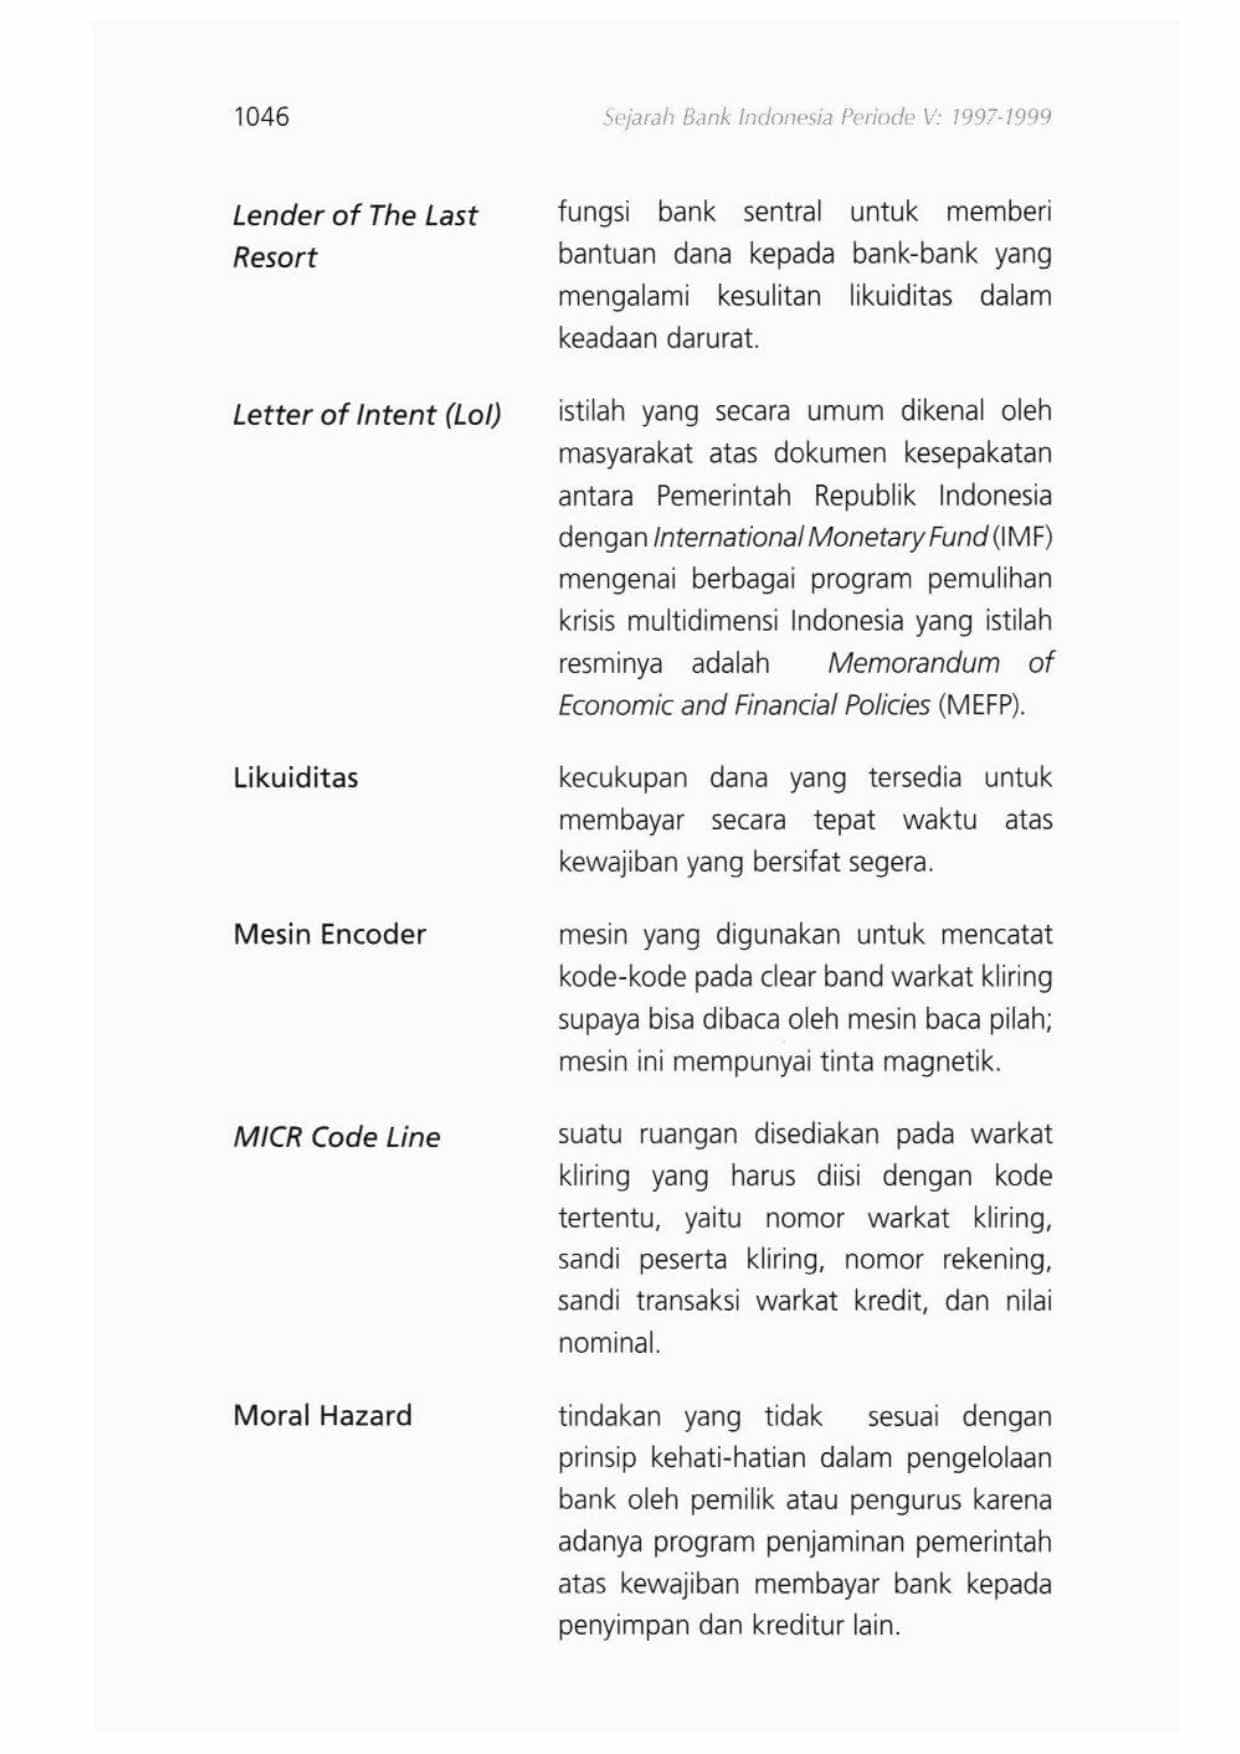 1046
Sejarah Bank Indonesia Periode V: 1997-1999
Lender of The Last
Resort
fungsi bank sentral untuk memberi
bantuan dana kepada bank-bank yang
mengalami kesulitan likuiditas dalam
keadaan darurat.
Letter of Intent (LoI)
istilah yang secara umum dikenal oleh
masyarakat atas dokumen kesepakatan
antara Pemerintah Republik Indonesia
dengan International Monetary Fund (IMF)
mengenai berbagai program pemulihan
krisis multidimensi Indonesia yang istilah
resminya adalah Memorandum of
Economic and Financial Policies (MEFP).
Likuiditas
kecukupan dana yang tersedia untuk
membayar secara tepat waktu atas
kewajiban yang bersifat segera.
Mesin Encoder
mesin yang digunakan untuk mencatat
kode-kode pada clear band warkat kliring
supaya bisa dibaca oleh mesin baca pilah;
mesin ini mempunyai tinta magnetik.
MICR Code Line
suatu ruangan disediakan pada warkat
kliring yang harus diisi dengan kode
tertentu, yaitu nomor warkat kliring,
sandi peserta kliring, nomor rekening,
sandi transaksi warkat kredit, dan nilai
nominal.
Moral Hazard
tindakan yang tidak sesuai dengan
prinsip kehati-hatian dalam pengelolaan
bank oleh pemilik atau pengurus karena
adanya program penjaminan pemerintah
atas kewajiban membayar bank kepada
penyimpan dan kreditur lain.